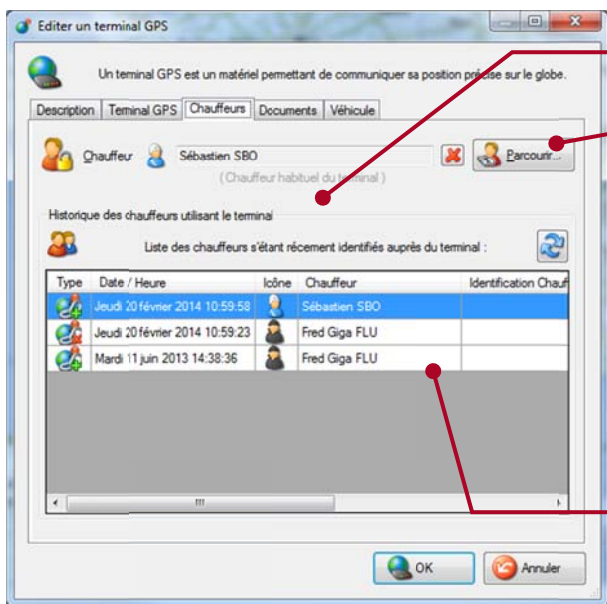 Editer un terminal GPS
Un terminal GPS est un matériel permettant de communiquer sa position précise sur le globe.
Description Terminal GPS Chauffeurs Documents Véhicule
Chauffeur Sébastien SBO Parcourir...
( Chauffeur habituel du terminal )
Historique des chauffeurs utilisant le terminal
Liste des chauffeurs s'étant récement identifiés auprès du terminal :
Type Date / Heure Icône Chauffeur Identification Chauff
Jeudi 20 février 2014 10:59:58 Sébastien SBO
Jeudi 20 février 2014 10:59:23 Fred Giga FLU
Mardi 11 juin 2013 14:38:36 Fred Giga FLU
OK Annuler